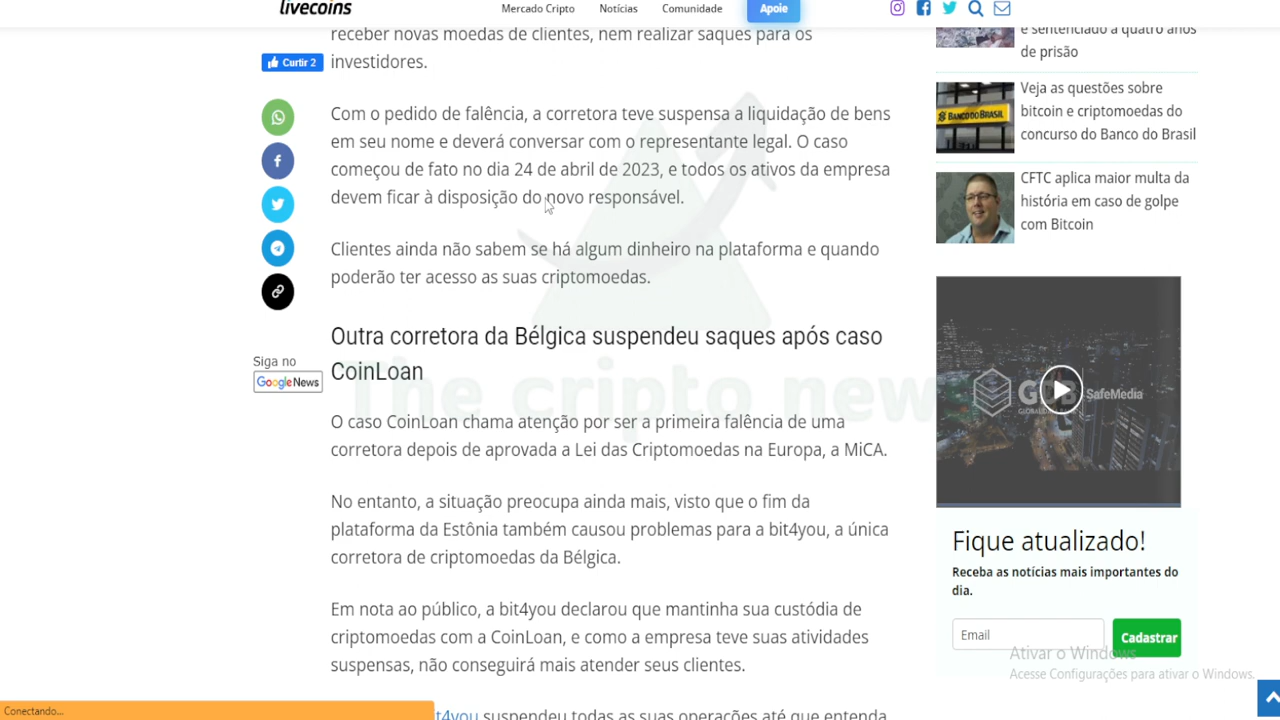 livecoins
Mercado Cripto
Notícias
Comunidade
Apoie
receber novas moedas de clientes, nem realizar saques para os
investidores.
Curtir 2
Com o pedido de falência, a corretora teve suspensa a liquidação de bens
em seu nome e deverá conversar com o representante legal. O caso
começou de fato no dia 24 de abril de 2023, e todos os ativos da empresa
devem ficar à disposição do novo responsável.
Clientes ainda não sabem se há algum dinheiro na plataforma e quando
poderão ter acesso as suas criptomoedas.
Outra corretora da Bélgica suspendeu saques após caso
CoinLoan
Siga no
Google News
The cripto new
O caso CoinLoan chama atenção por ser a primeira falência de uma
corretora depois de aprovada a Lei das Criptomoedas na Europa, a MiCA.
No entanto, a situação preocupa ainda mais, visto que o fim da
plataforma da Estônia também causou problemas para a bit4you, a única
corretora de criptomoedas da Bélgica.
Em nota ao público, a bit4you declarou que mantinha sua custódia de
criptomoedas com a CoinLoan, e como a empresa teve suas atividades
suspensas, não conseguirá mais atender seus clientes.
t4you suspendeu todas as suas operações até que entenda
e sentenciado a quatro anos
de prisão
BANCO DO BRASIL
Veja as questões sobre
bitcoin e criptomoedas do
concurso do Banco do Brasil
CFTC aplica maior multa da
história em caso de golpe
com Bitcoin
SafeMedia
Fique atualizado!
Receba as notícias mais importantes do
dia.
Email
Cadastrar
Ativar o Windows
Acesse Configurações para ativar o Windows.
Conectando...